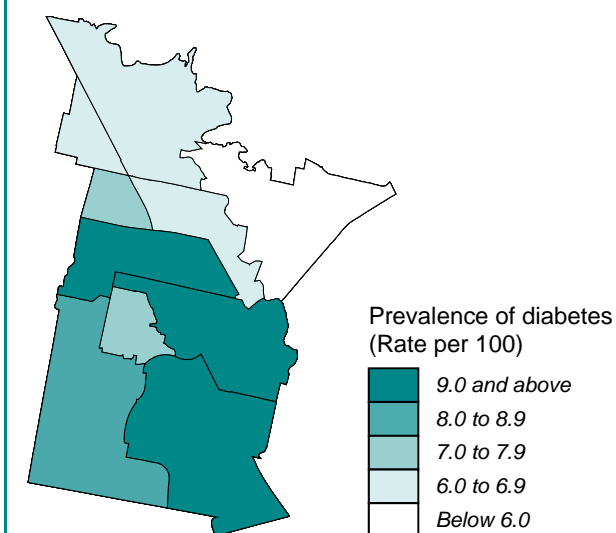 Prevalence of diabetes
(Rate per 100)
9.0 and above
8.0 to 8.9
7.0 to 7.9
6.0 to 6.9
Below 6.0